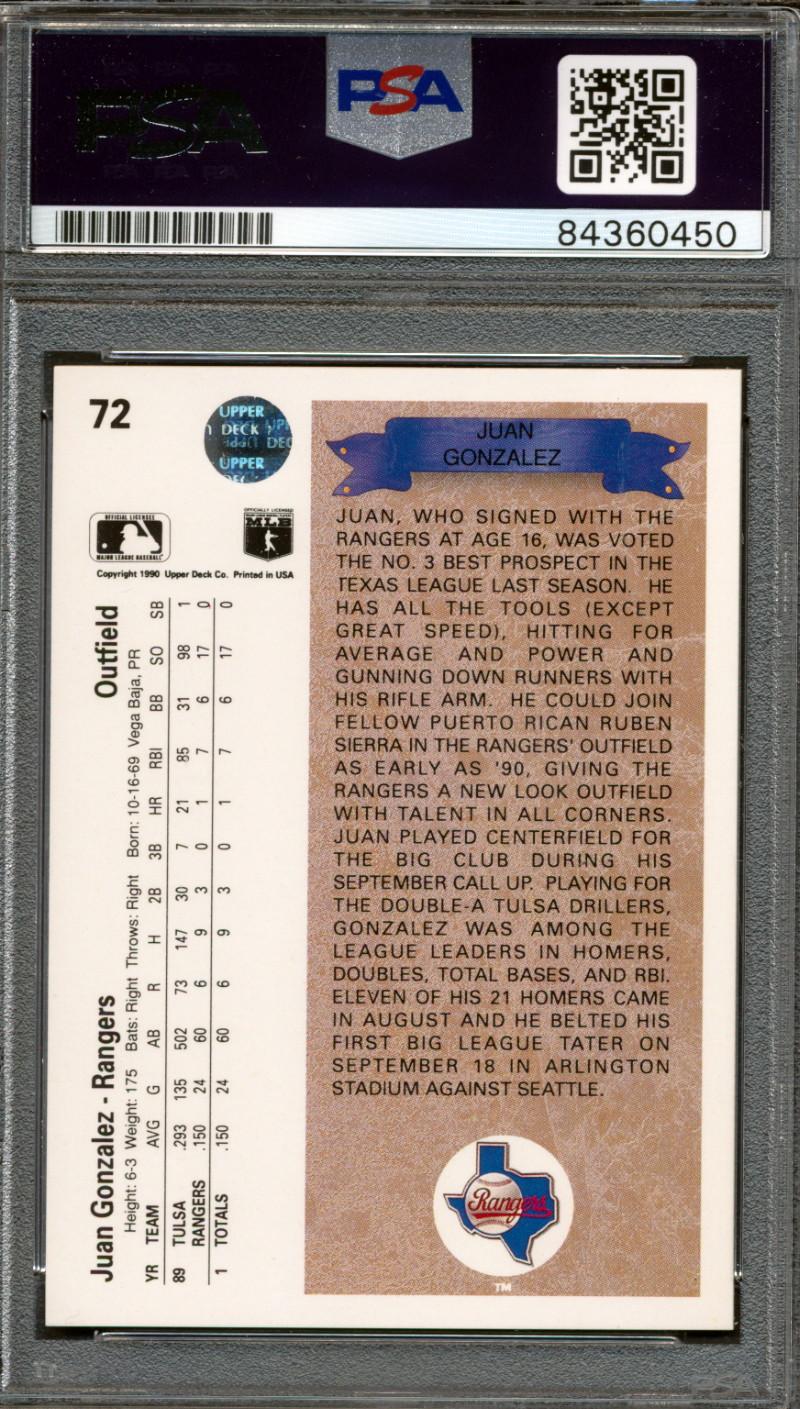 PSA
PSA
84360450
72
UPPER
DECK
UPPER
OFFICIAL LICENSEE
MAJOR LEAGUE BASEBALL
OFFICIALLY LICENSED
MLB
Copyright 1990 Upper Deck Co. Printed in USA
Juan Gonzalez - Rangers Outfield
Height: 6-3 Weight: 175 Bats: Right Throws: Right Born: 10-16-69 Vega Baja, PR
YR TEAM AVG G AB R H 2B 3B HR RBI BB SO SB
89 TULSA .293 135 502 73 147 30 7 21 85 31 98 1
RANGERS .150 24 60 6 9 3 0 1 7 6 17 0
1 TOTALS .150 24 60 6 9 3 0 1 7 6 17 0
JUAN
GONZALEZ
JUAN, WHO SIGNED WITH THE
RANGERS AT AGE 16, WAS VOTED
THE NO. 3 BEST PROSPECT IN THE
TEXAS LEAGUE LAST SEASON. HE
HAS ALL THE TOOLS (EXCEPT
GREAT SPEED), HITTING FOR
AVERAGE AND POWER AND
GUNNING DOWN RUNNERS WITH
HIS RIFLE ARM. HE COULD JOIN
FELLOW PUERTO RICAN RUBEN
SIERRA IN THE RANGERS' OUTFIELD
AS EARLY AS '90, GIVING THE
RANGERS A NEW LOOK OUTFIELD
WITH TALENT IN ALL CORNERS.
JUAN PLAYED CENTERFIELD FOR
THE BIG CLUB DURING HIS
SEPTEMBER CALL UP. PLAYING FOR
THE DOUBLE-A TULSA DRILLERS,
GONZALEZ WAS AMONG THE
LEAGUE LEADERS IN HOMERS,
DOUBLES, TOTAL BASES, AND RBI.
ELEVEN OF HIS 21 HOMERS CAME
IN AUGUST AND HE BELTED HIS
FIRST BIG LEAGUE TATER ON
SEPTEMBER 18 IN ARLINGTON
STADIUM AGAINST SEATTLE.
Rangers
TM
PSA